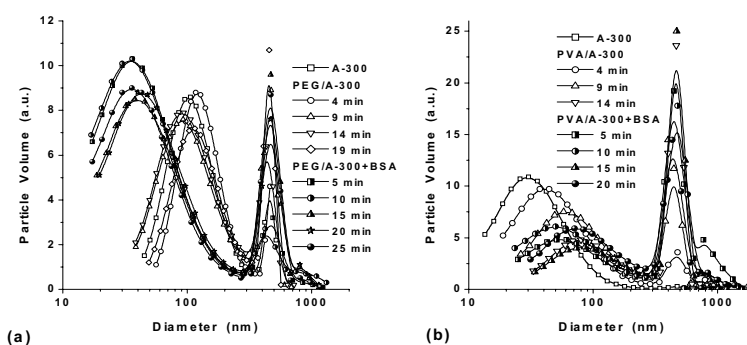 12
10
8
6
4
2
0
Particle Volume (a.u.)
A-300
PEG/A-300
4 min
9 min
14 min
19 min
PEG/A-300+BSA
5 min
10 min
15 min
20 min
25 min
10
100
1000
Diameter (nm)
(a)
25
20
15
10
5
0
Particle Volume (a.u.)
A-300
PVA/A-300
4 min
9 min
14 min
PVA/A-300+BSA
5 min
10 min
15 min
20 min
10
100
1000
Diameter (nm)
(b)